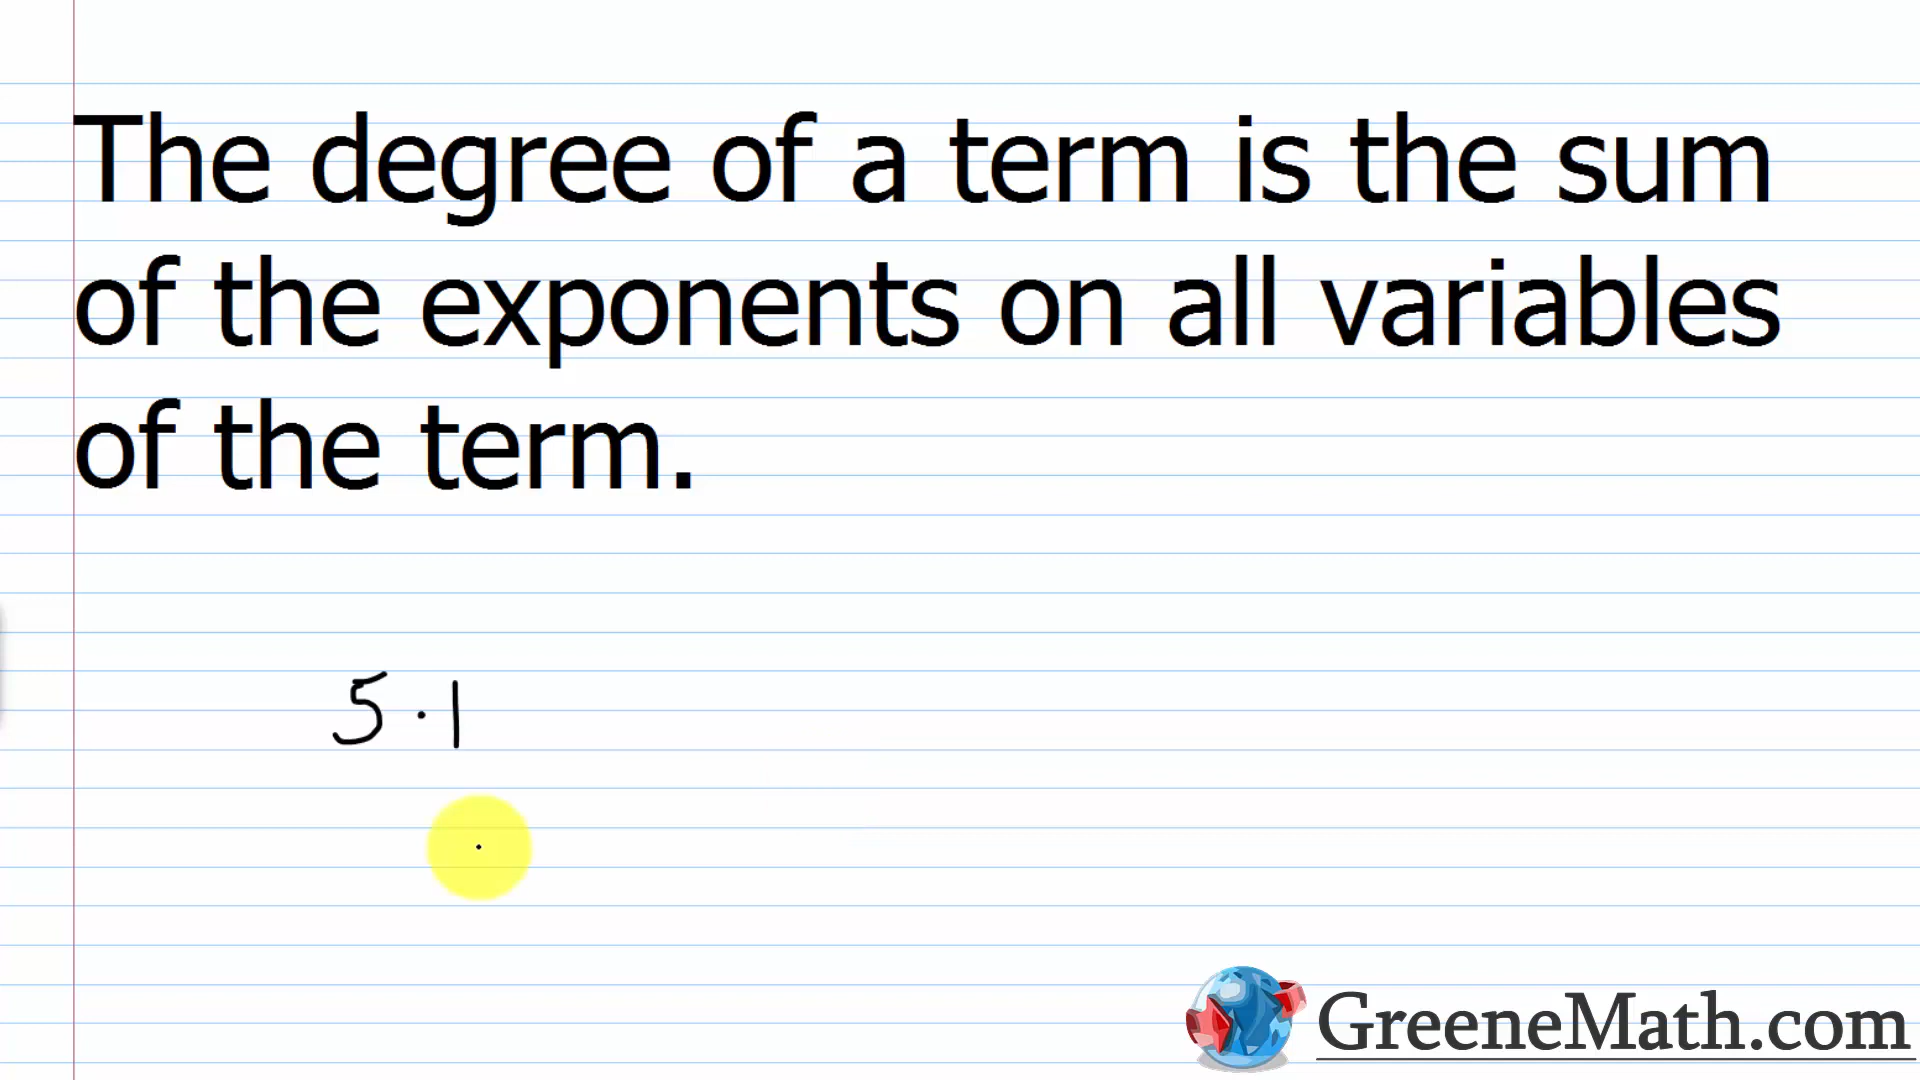 The degree of a term is the sum
of the exponents on all variables
of the term.
5 · 1
GreeneMath.com